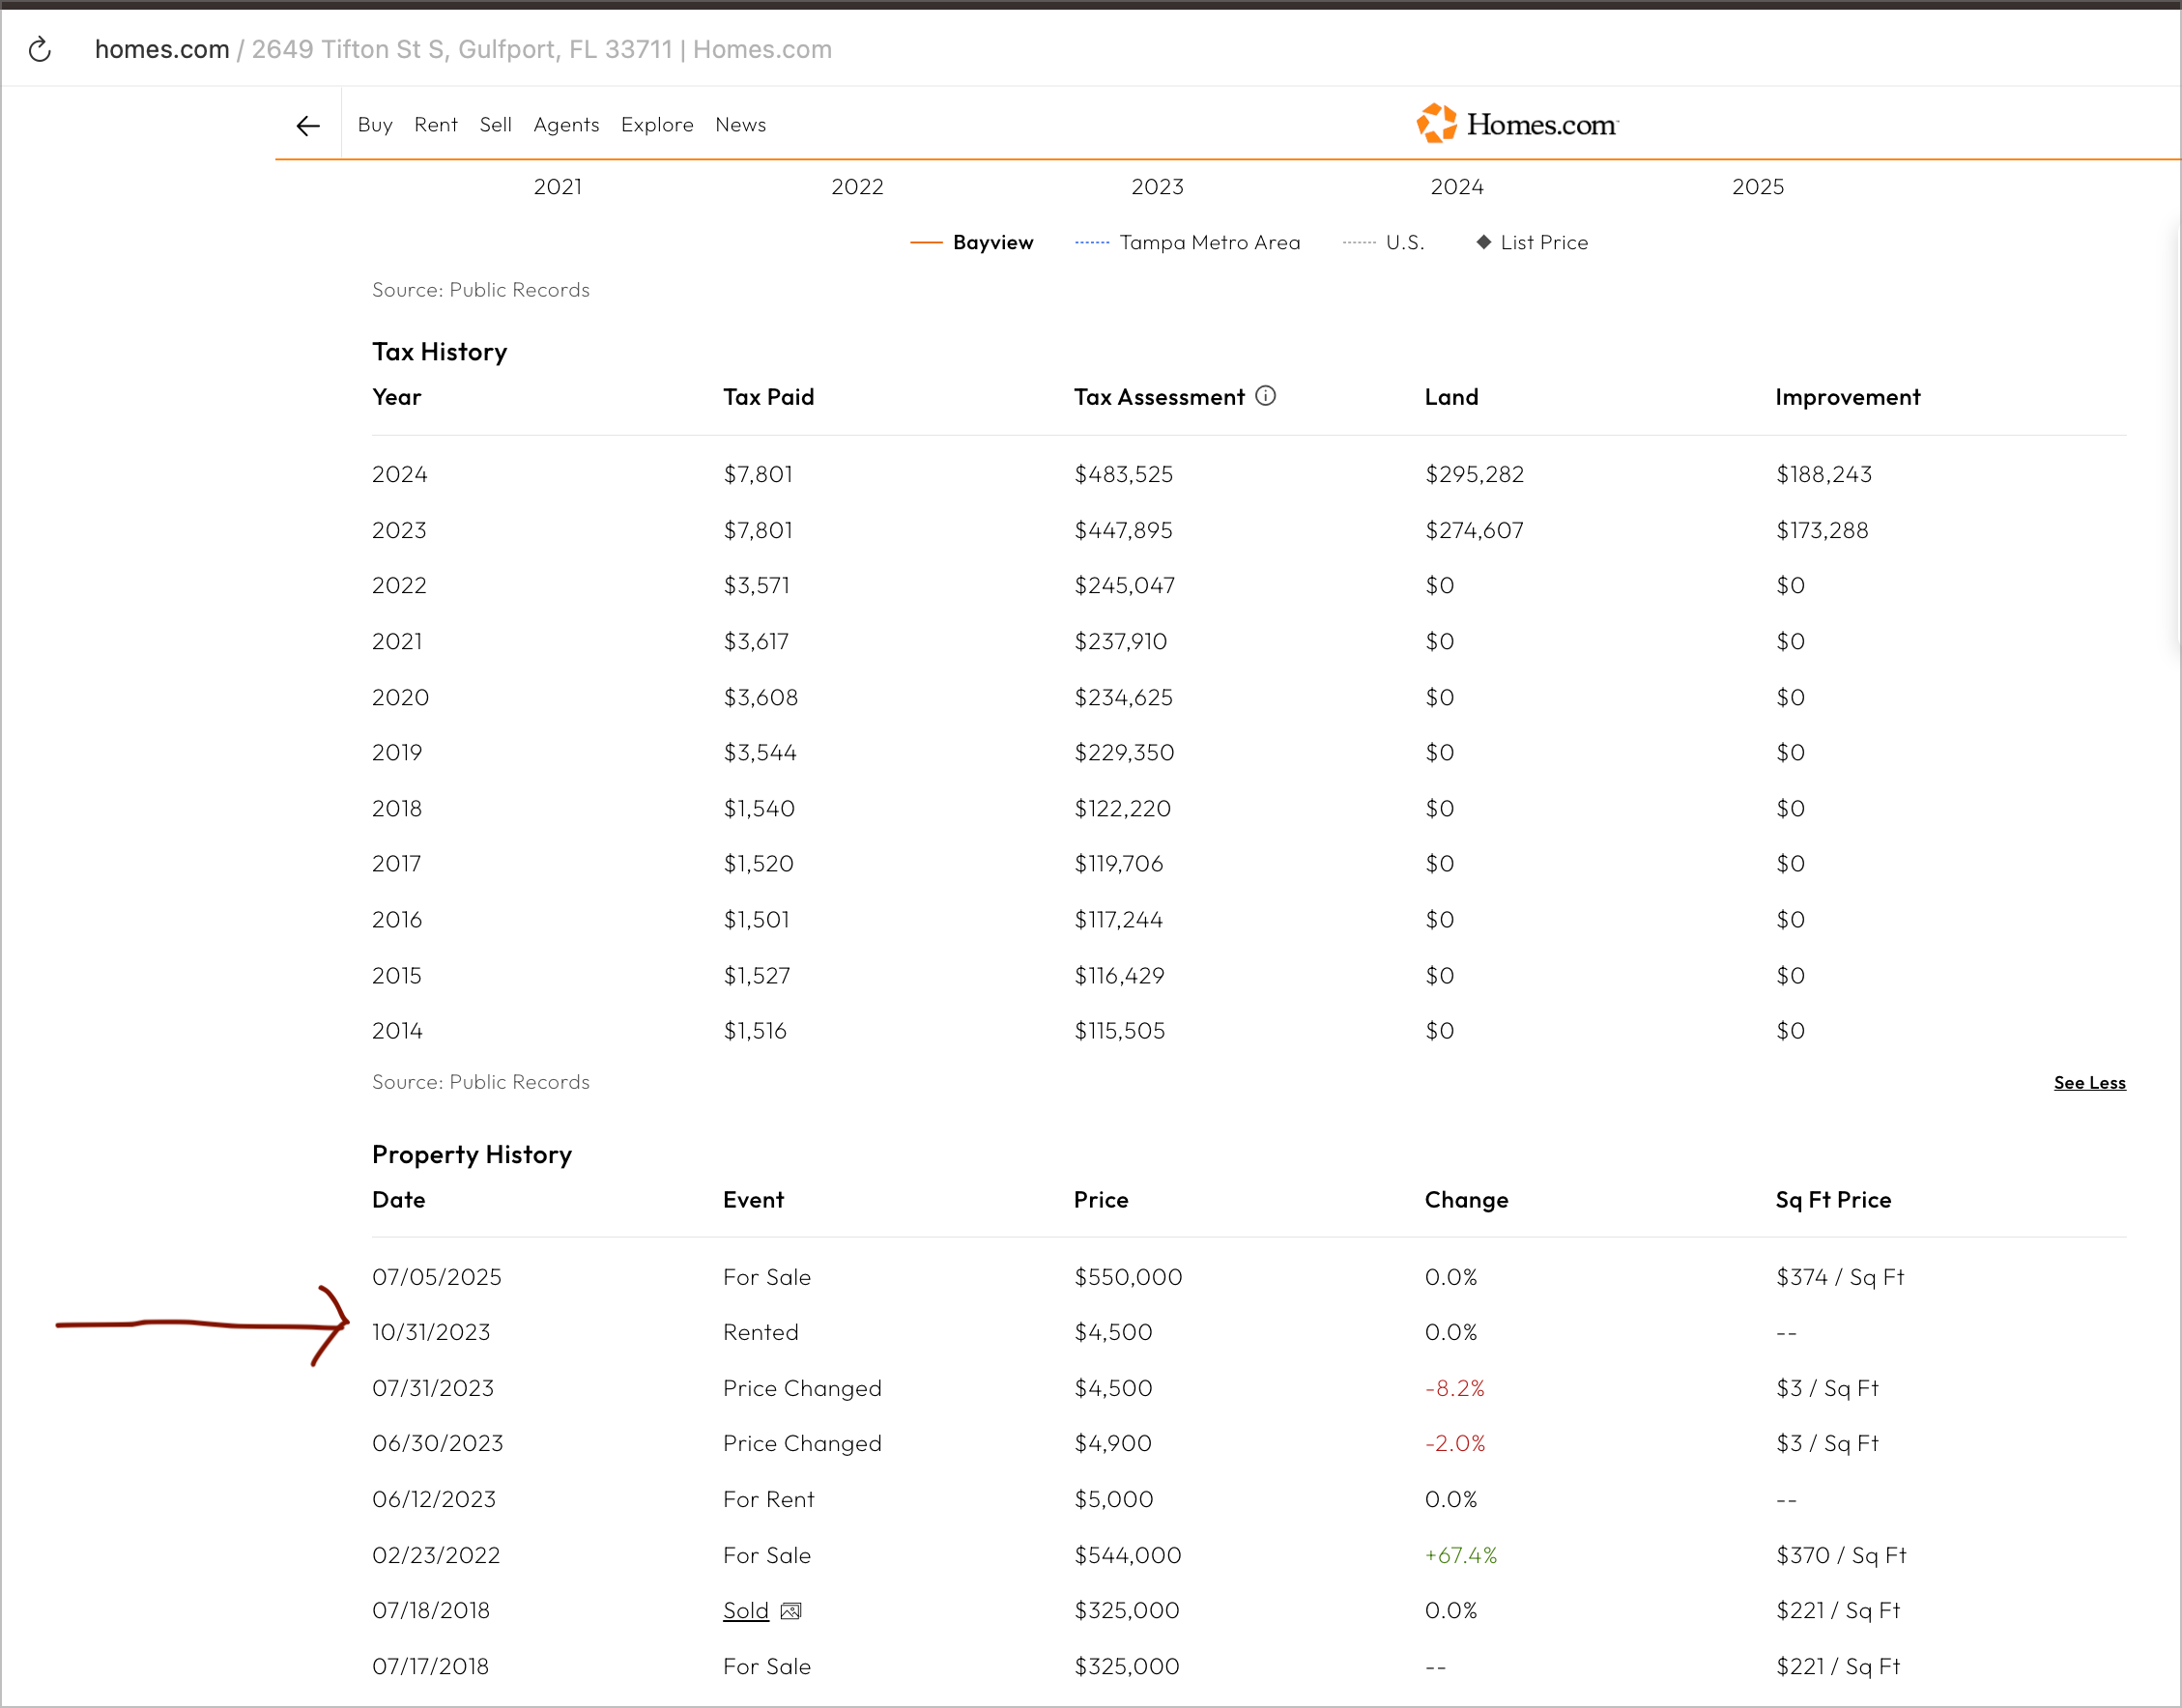 homes.com / 2649 Tifton St S, Gulfport, FL 33711 | Homes.com
Buy Rent Sell Agents Explore News Homes.com
2021 2022 2023 2024 2025
Bayview Tampa Metro Area U.S. List Price
Source: Public Records
Tax History
Year Tax Paid Tax Assessment Land Improvement
2024 $7,801 $483,525 $295,282 $188,243
2023 $7,801 $447,895 $274,607 $173,288
2022 $3,571 $245,047 $0 $0
2021 $3,617 $237,910 $0 $0
2020 $3,608 $234,625 $0 $0
2019 $3,544 $229,350 $0 $0
2018 $1,540 $122,220 $0 $0
2017 $1,520 $119,706 $0 $0
2016 $1,501 $117,244 $0 $0
2015 $1,527 $116,429 $0 $0
2014 $1,516 $115,505 $0 $0
Source: Public Records See Less
Property History
Date Event Price Change Sq Ft Price
07/05/2025 For Sale $550,000 0.0% $374 / Sq Ft
10/31/2023 Rented $4,500 0.0% --
07/31/2023 Price Changed $4,500 -8.2% $3 / Sq Ft
06/30/2023 Price Changed $4,900 -2.0% $3 / Sq Ft
06/12/2023 For Rent $5,000 0.0% --
02/23/2022 For Sale $544,000 +67.4% $370 / Sq Ft
07/18/2018 Sold $325,000 0.0% $221 / Sq Ft
07/17/2018 For Sale $325,000 -- $221 / Sq Ft